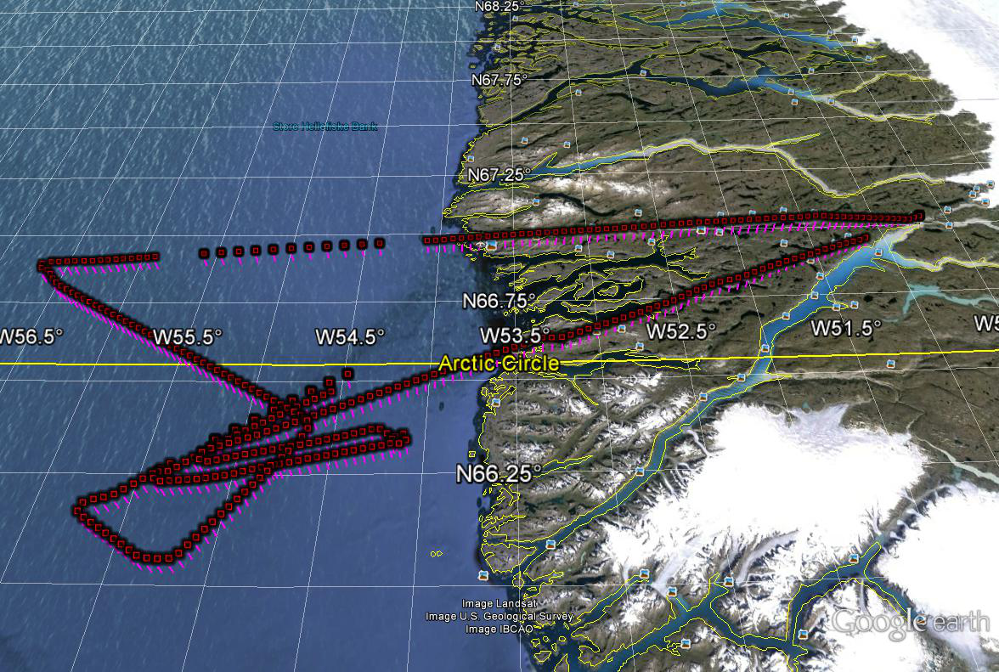 N68.25°
N67.75°
Store Hellefiske Bank
N67.25°
N66.75°
W56.5°
W55.5°
W54.5°
W53.5°
W52.5°
W51.5°
Arctic Circle
N66.25°
Image Landsat
Image U.S. Geological Survey
Image IBCAO
Google earth